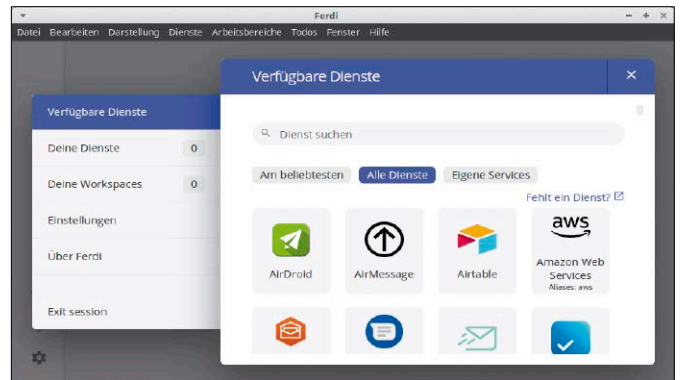 Ferdi
Datei Bearbeiten Darstellung Dienste Arbeitsbereiche Todos Fenster Hilfe
Verfügbare Dienste
Verfügbare Dienste
Deine Dienste 0
Deine Workspaces 0
Einstellungen
Über Ferdi
Exit session
Dienst suchen
Am beliebtesten Alle Dienste Eigene Services
Fehlt ein Dienst?
AirDroid
AirMessage
Airtable
aws
Amazon Web
Services
Aliases: aws